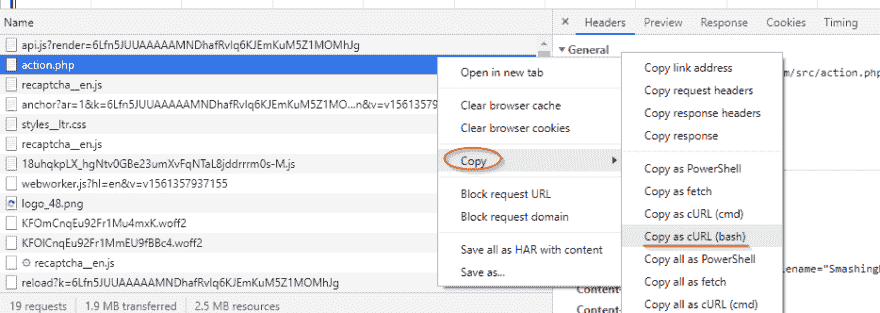 Name
api.js?render=6Lfn5JUUAAAAAMNDhafRvIq6KJEmKuM5Z1MOMhJg
action.php
recaptcha__en.js
anchor?ar=1&k=6Lfn5JUUAAAAAMNDhafRvIq6KJEmKuM5Z1MO...n&v=v15613579
styles__ltr.css
recaptcha__en.js
18uhqkpLX_hgNtv0GBe23umXvFqNTaL8jddrrrm0s-M.js
webworker.js?hl=en&v=v1561357937155
logo_48.png
KFOmCnqEu92Fr1Mu4mxK.woff2
KFOlCnqEu92Fr1MmEU9fBBc4.woff2
recaptcha__en.js
reload?k=6Lfn5JUUAAAAAMNDhafRvIq6KJEmKuM5Z1MOMhJg
19 requests
1.9 MB transferred
2.5 MB resources
Open in new tab
Clear browser cache
Clear browser cookies
Copy
Block request URL
Block request domain
Save all as HAR with content
Save as...
Headers
Preview
Response
Cookies
Timing
General
m/src/action.php
Copy link address
Copy request headers
Copy response headers
Copy response
Copy as PowerShell
Copy as fetch
Copy as cURL (cmd)
Copy as cURL (bash)
Copy all as PowerShell
Copy all as fetch
Copy all as cURL (cmd)
lename="Smashing
Content-